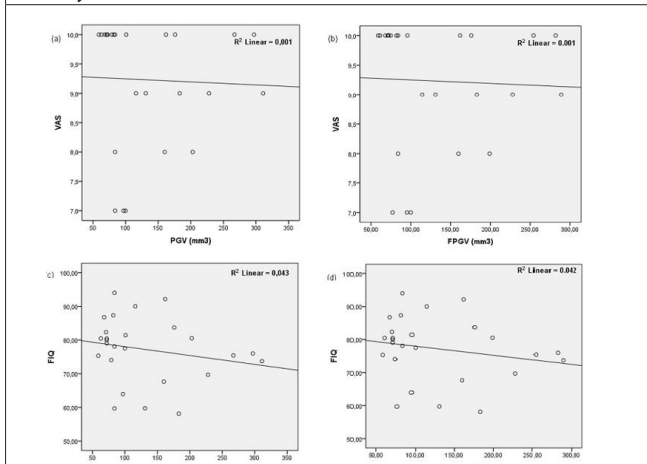 (a)
R² Linear = 0,001
10,0
9,5
9,0
8,5
8,0
7,5
7,0
VAS
50 100 150 200 250 300 350
PGV (mm3)
(b)
R² Linear = 0.001
10,0
9,5
9,0
8,5
8,0
7,5
7,0
VAS
50,00 100,00 150,00 200,00 250,00 300,00
FPGV (mm3)
(c)
R² Linear = 0,043
100,00
90,00
80,00
70,00
60,00
50,00
FIQ
50 100 150 200 250 300 350
(d)
R² Linear = 0.042
100,00
90,00
80,00
70,00
60,00
50,00
FIQ
50,00 100,00 150,00 200,00 250,00 300,00